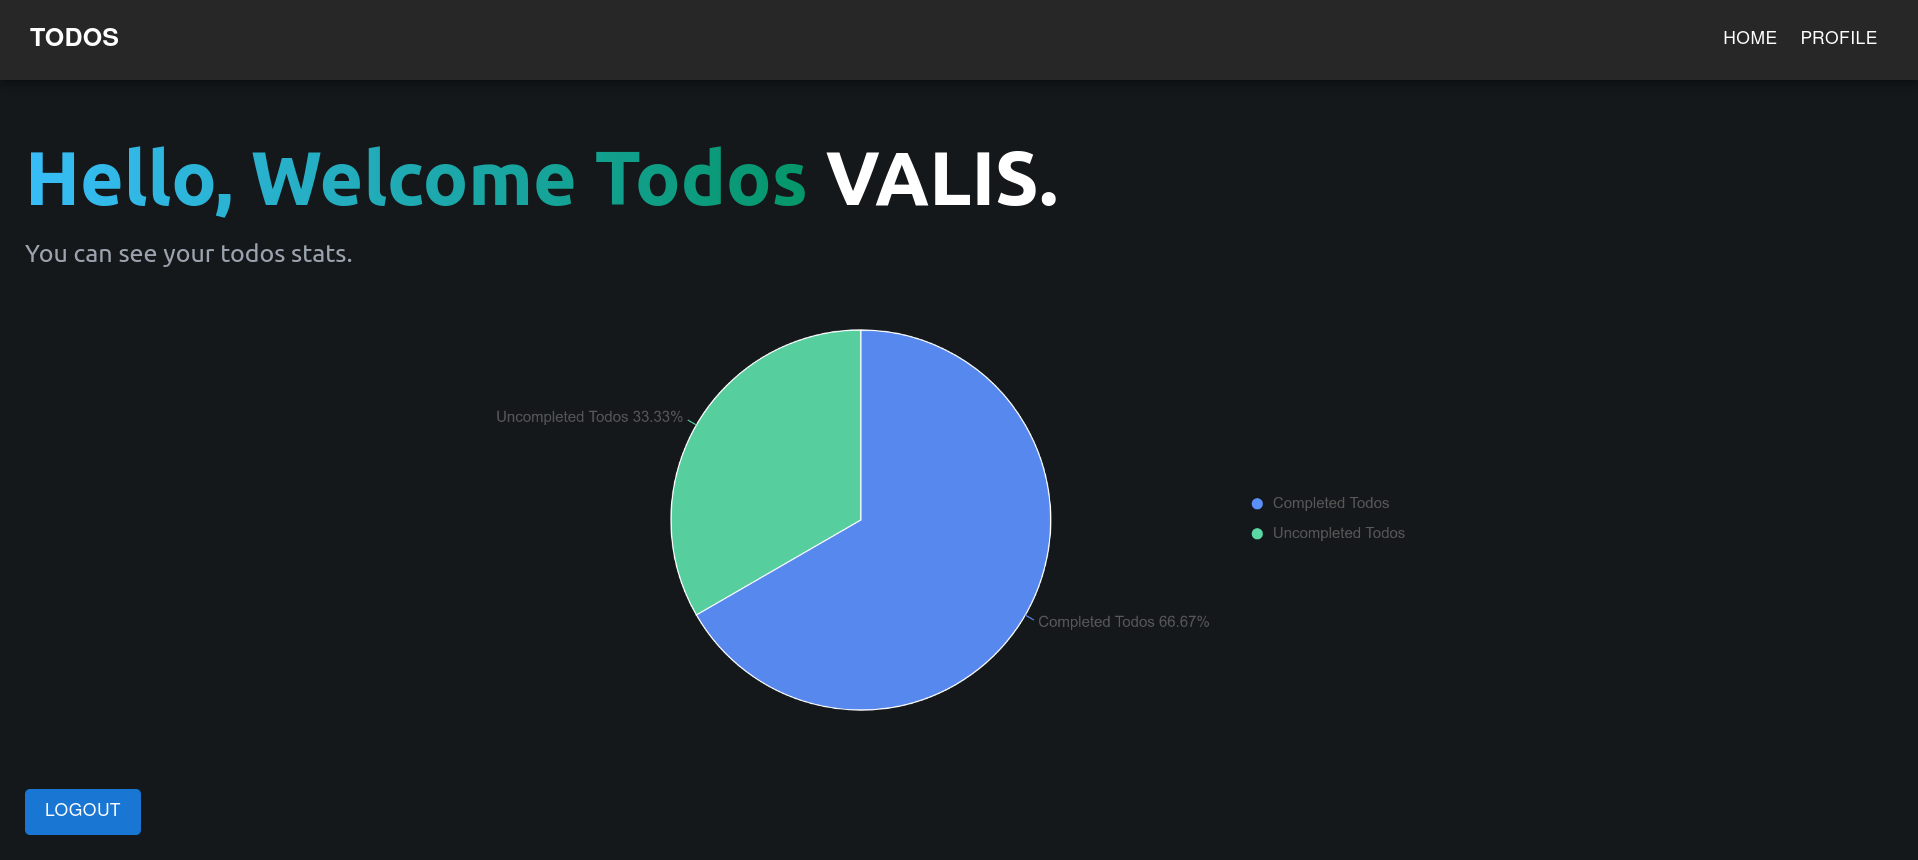 TODOS
HOME PROFILE
Hello, Welcome Todos VALIS.
You can see your todos stats.
Uncompleted Todos 33.33%
Completed Todos
Uncompleted Todos
Completed Todos 66.67%
LOGOUT